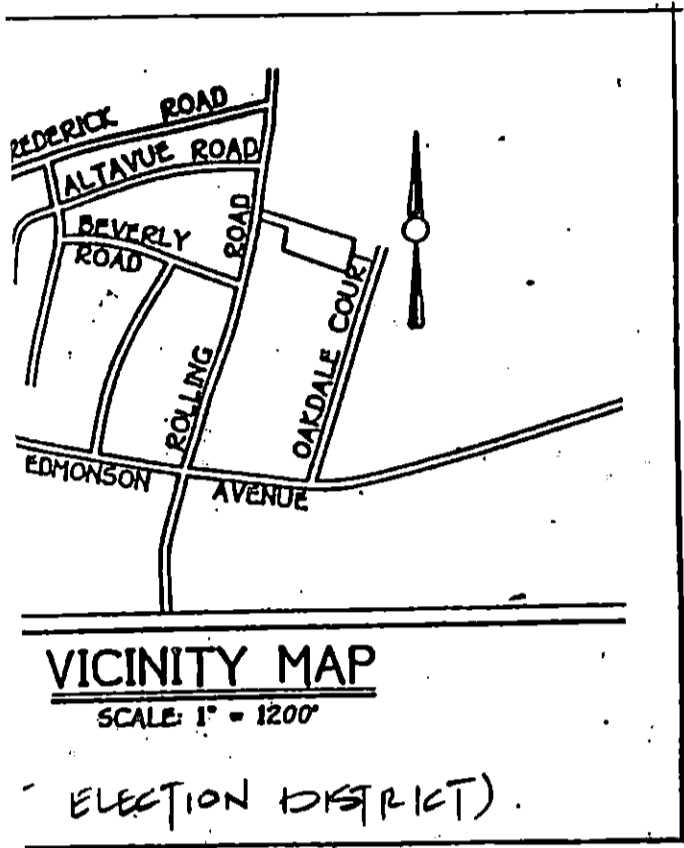 REDERICK ROAD
ALTAVUE ROAD
BEVERLY
ROAD
ROAD
ROLLING
OAKDALE COURT
EDMONSON AVENUE
VICINITY MAP
SCALE: 1" = 1200'
ELECTION DISTRICT).